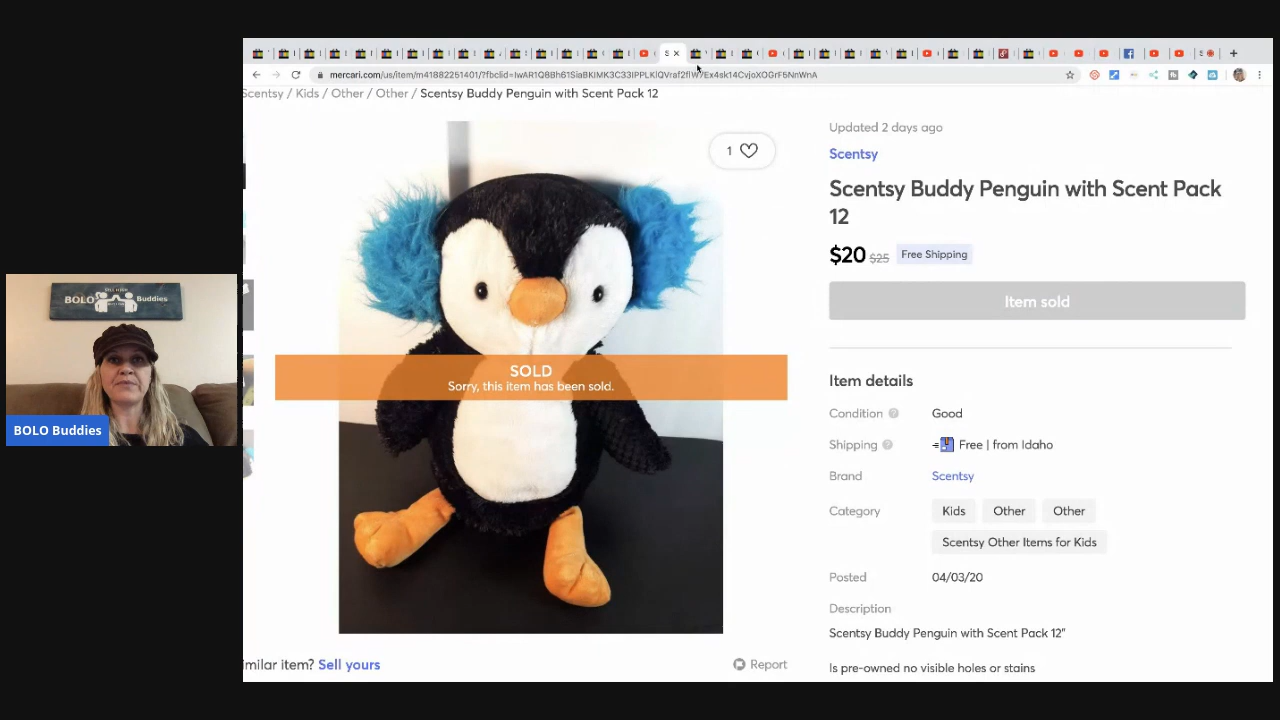 mercari.com/us/item/m41882251401/?fbclid=
Scentsy / Kids / Other / Other / Scentsy Buddy Penguin with Scent Pack 12
1
SOLD
Sorry, this item has been sold.
imilar item? Sell yours
Report
Updated 2 days ago
Scentsy
Scentsy Buddy Penguin with Scent Pack
12
$20 $25 Free Shipping
Item sold
Item details
Condition Good
Shipping Free | from Idaho
Brand Scentsy
Category Kids Other Other
Scentsy Other Items for Kids
Posted 04/03/20
Description
Scentsy Buddy Penguin with Scent Pack 12"
Is pre-owned no visible holes or stains
BOLO Buddies
BOLO Buddies